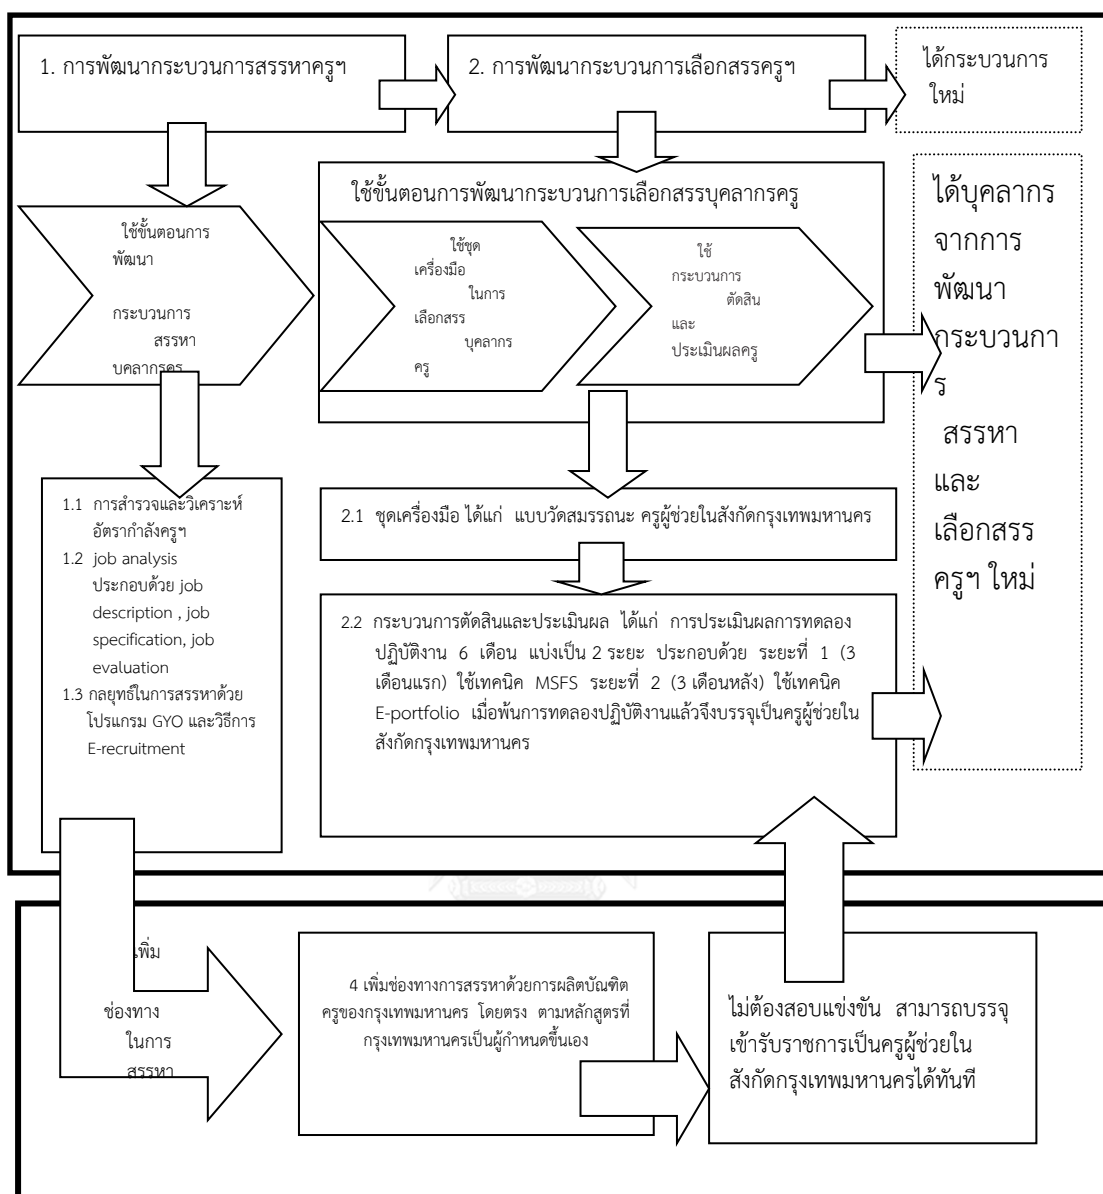 1. การพัฒนากระบวนการสรรหาครูฯ
2. การพัฒนากระบวนการเลือกสรรครูฯ
ได้กระบวนการ
ใหม่
ใช้ขั้นตอนการ
พัฒนา
กระบวนการ
สรรหา
บุคลากรครู
ใช้ขั้นตอนการพัฒนากระบวนการเลือกสรรบุคลากรครู
ใช้ชุด
เครื่องมือ
ในการ
เลือกสรร
บุคลากร
ครู
ใช้
กระบวนการ
ตัดสิน
และ
ประเมินผลครู
ได้บุคลากร
จากการ
พัฒนา
กระบวนกา
ร
สรรหา
และ
เลือกสรร
ครูฯ ใหม่
1.1 การสำรวจและวิเคราะห์
อัตรากำลังครูฯ
1.2 job analysis
ประกอบด้วย job
description , job
specification, job
evaluation
1.3 กลยุทธ์ในการสรรหาด้วย
โปรแกรม GYO และวิธีการ
E-recruitment
2.1 ชุดเครื่องมือ ได้แก่ แบบวัดสมรรถนะ ครูผู้ช่วยในสังกัดกรุงเทพมหานคร
2.2 กระบวนการตัดสินและประเมินผล ได้แก่ การประเมินผลการทดลอง
ปฏิบัติงาน 6 เดือน แบ่งเป็น 2 ระยะ ประกอบด้วย ระยะที่ 1 (3
เดือนแรก) ใช้เทคนิค MSFS ระยะที่ 2 (3 เดือนหลัง) ใช้เทคนิค
E-portfolio เมื่อพ้นการทดลองปฏิบัติงานแล้วจึงบรรจุเป็นครูผู้ช่วยใน
สังกัดกรุงเทพมหานคร
เพิ่ม
ช่องทาง
ในการ
สรรหา
4 เพิ่มช่องทางการสรรหาด้วยการผลิตบัณฑิต
ครูของกรุงเทพมหานคร โดยตรง ตามหลักสูตรที่
กรุงเทพมหานครเป็นผู้กำหนดขึ้นเอง
ไม่ต้องสอบแข่งขัน สามารถบรรจุ
เข้ารับราชการเป็นครูผู้ช่วยใน
สังกัดกรุงเทพมหานครได้ทันที